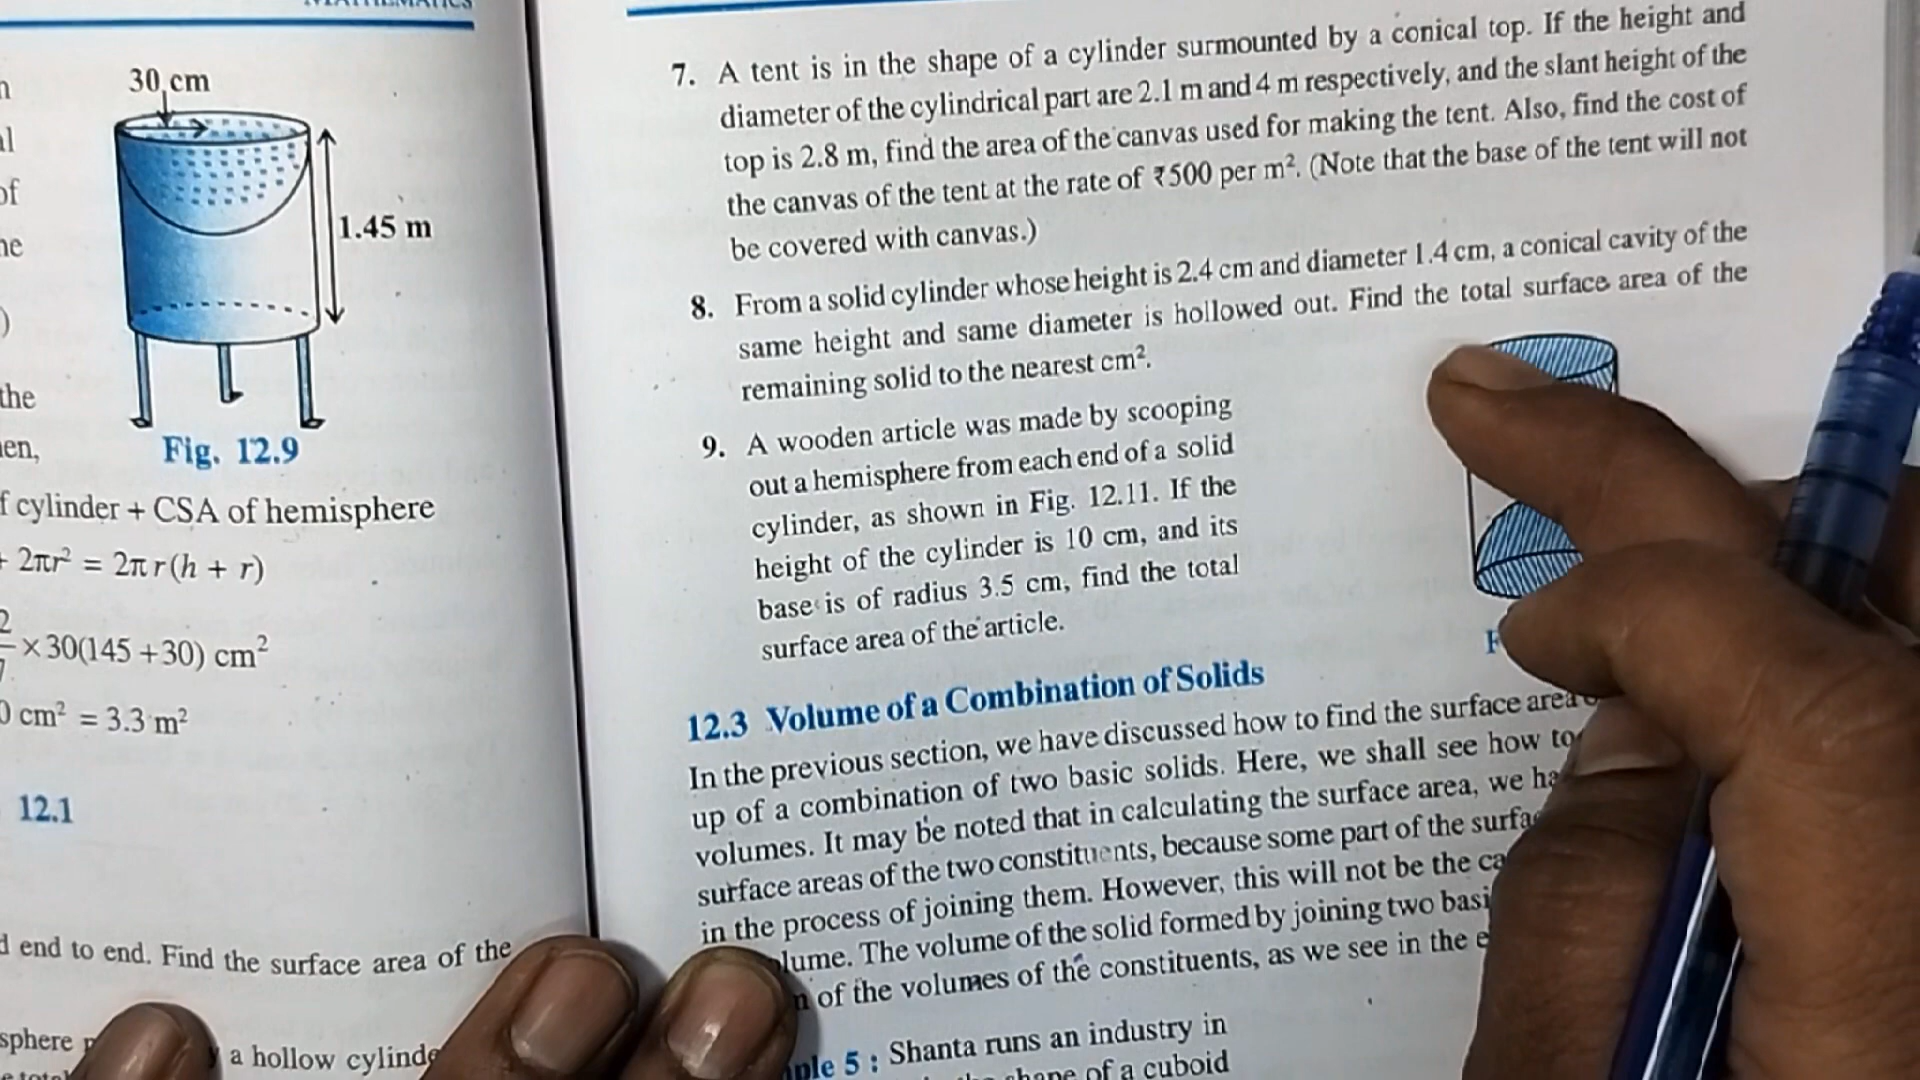 30 cm
1.45 m
of
the
Fig. 12.9
cylinder + CSA of hemisphere
2πr² = 2π r(h + r)
× 30(145 + 30) cm²
cm² = 3.3 m²
12.1
end to end. Find the surface area of the
a hollow
7. A tent is in the shape of a cylinder surmounted by a conical top. If the height and
diameter of the cylindrical part are 2.1 m and 4 m respectively, and the slant height of the
top is 2.8 m, find the area of the canvas used for making the tent. Also, find the cost of
the canvas of the tent at the rate of ₹500 per m². (Note that the base of the tent will not
be covered with canvas.)
8. From a solid cylinder whose height is 2.4 cm and diameter 1.4 cm, a conical cavity of the
same height and same diameter is hollowed out. Find the total surface area of the
remaining solid to the nearest cm².
9. A wooden article was made by scooping
out a hemisphere from each end of a solid
cylinder, as shown in Fig. 12.11. If the
height of the cylinder is 10 cm, and its
base is of radius 3.5 cm, find the total
surface area of the article.
12.3 Volume of a Combination of Solids
In the previous section, we have discussed how to find the surface area
up of a combination of two basic solids. Here, we shall see how to
volumes. It may be noted that in calculating the surface area, we
surface areas of the two constituents, because some part of the
in the process of joining them. However, this will not be the
The volume of the solid formed by joining two
of the volumes of the constituents, as we see in the
5 : Shanta runs an industry in
of a cuboid